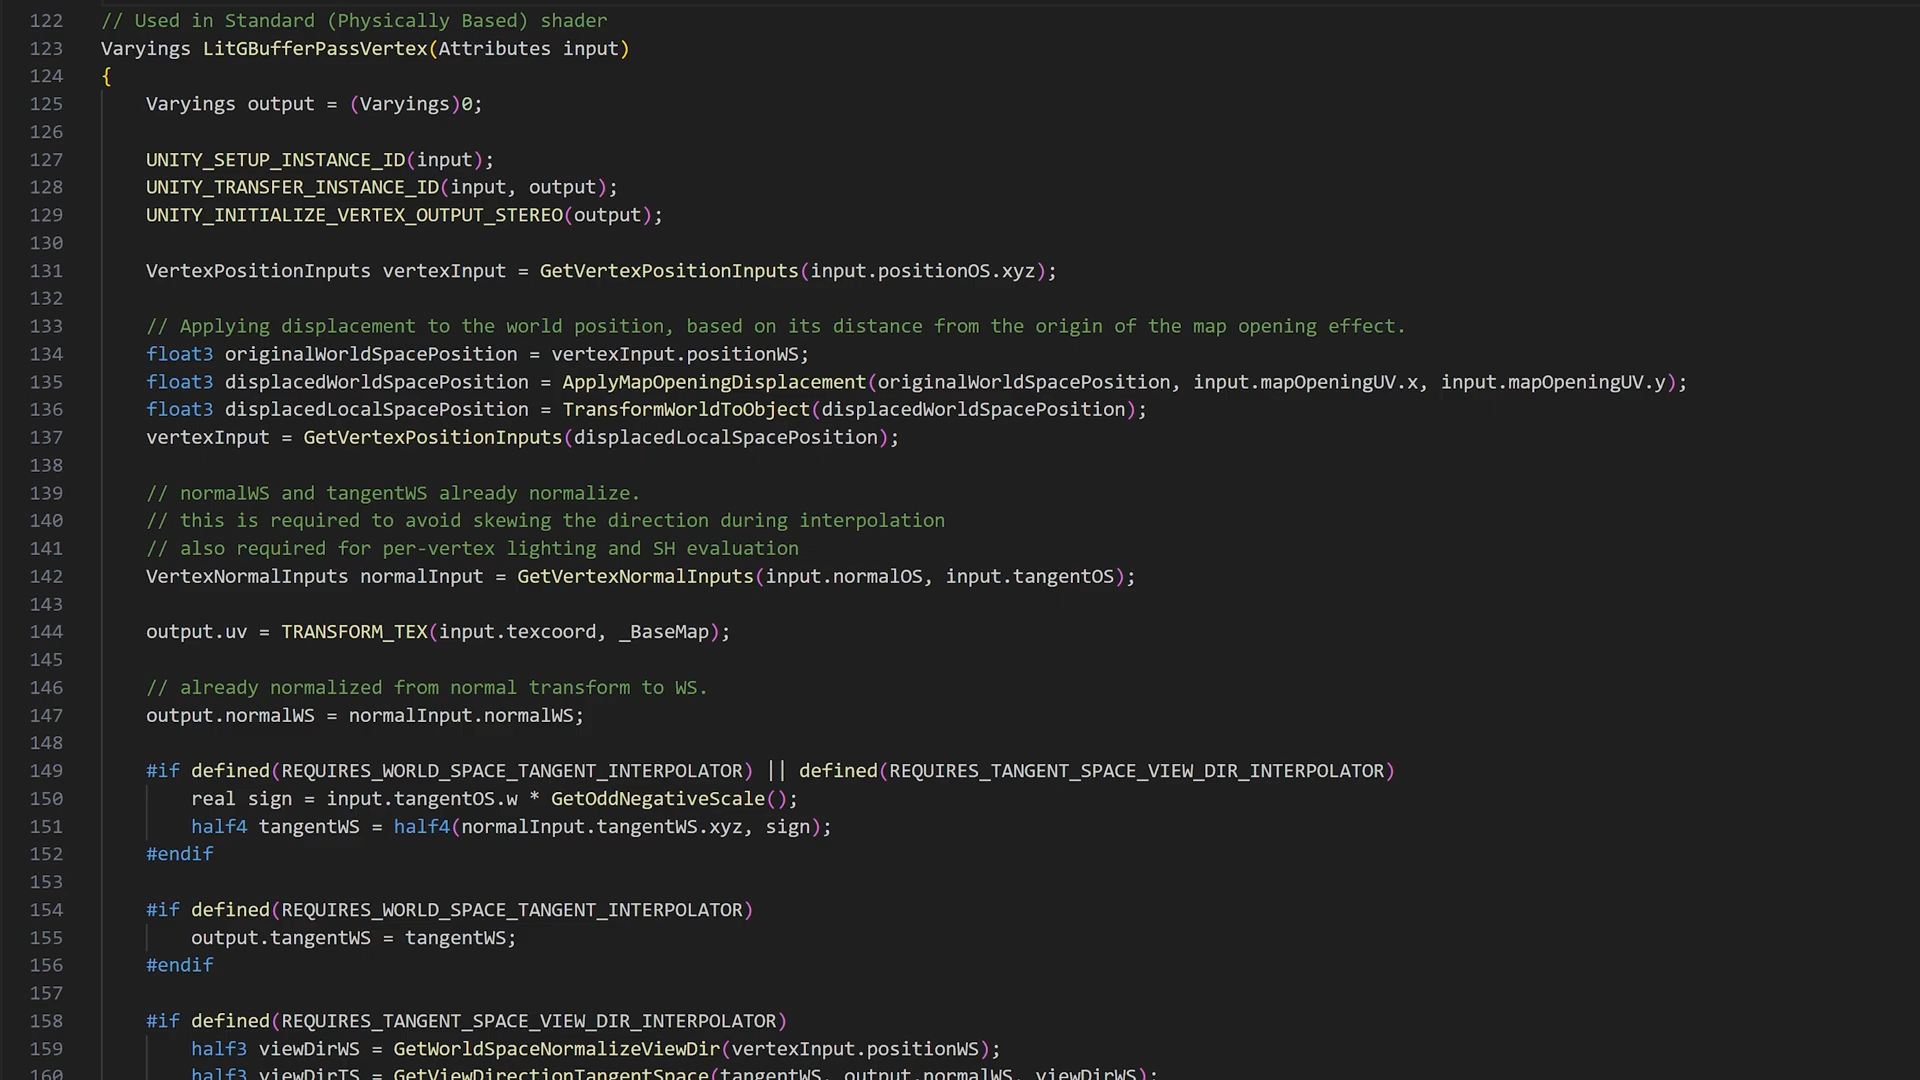 122 // Used in Standard (Physically Based) shader
123 Varyings LitGBufferPassVertex(Attributes input)
124 {
125 Varyings output = (Varyings)0;
126
127 UNITY_SETUP_INSTANCE_ID(input);
128 UNITY_TRANSFER_INSTANCE_ID(input, output);
129 UNITY_INITIALIZE_VERTEX_OUTPUT_STEREO(output);
130
131 VertexPositionInputs vertexInput = GetVertexPositionInputs(input.positionOS.xyz);
132
133 // Applying displacement to the world position, based on its distance from the origin of the map opening effect.
134 float3 originalWorldSpacePosition = vertexInput.positionWS;
135 float3 displacedWorldSpacePosition = ApplyMapOpeningDisplacement(originalWorldSpacePosition, input.mapOpeningUV.x, input.mapOpeningUV.y);
136 float3 displacedLocalSpacePosition = TransformWorldToObject(displacedWorldSpacePosition);
137 vertexInput = GetVertexPositionInputs(displacedLocalSpacePosition);
138
139 // normalWS and tangentWS already normalize.
140 // this is required to avoid skewing the direction during interpolation
141 // also required for per-vertex lighting and SH evaluation
142 VertexNormalInputs normalInput = GetVertexNormalInputs(input.normalOS, input.tangentOS);
143
144 output.uv = TRANSFORM_TEX(input.texcoord, _BaseMap);
145
146 // already normalized from normal transform to WS.
147 output.normalWS = normalInput.normalWS;
148
149 #if defined(REQUIRES_WORLD_SPACE_TANGENT_INTERPOLATOR) || defined(REQUIRES_TANGENT_SPACE_VIEW_DIR_INTERPOLATOR)
150 real sign = input.tangentOS.w * GetOddNegativeScale();
151 half4 tangentWS = half4(normalInput.tangentWS.xyz, sign);
152 #endif
153
154 #if defined(REQUIRES_WORLD_SPACE_TANGENT_INTERPOLATOR)
155 output.tangentWS = tangentWS;
156 #endif
157
158 #if defined(REQUIRES_TANGENT_SPACE_VIEW_DIR_INTERPOLATOR)
159 half3 viewDirWS = GetWorldSpaceNormalizeViewDir(vertexInput.positionWS);
160 half3 viewDirTS = GetViewDirectionTangentSpace(tangentWS, output.normalWS, viewDirWS);